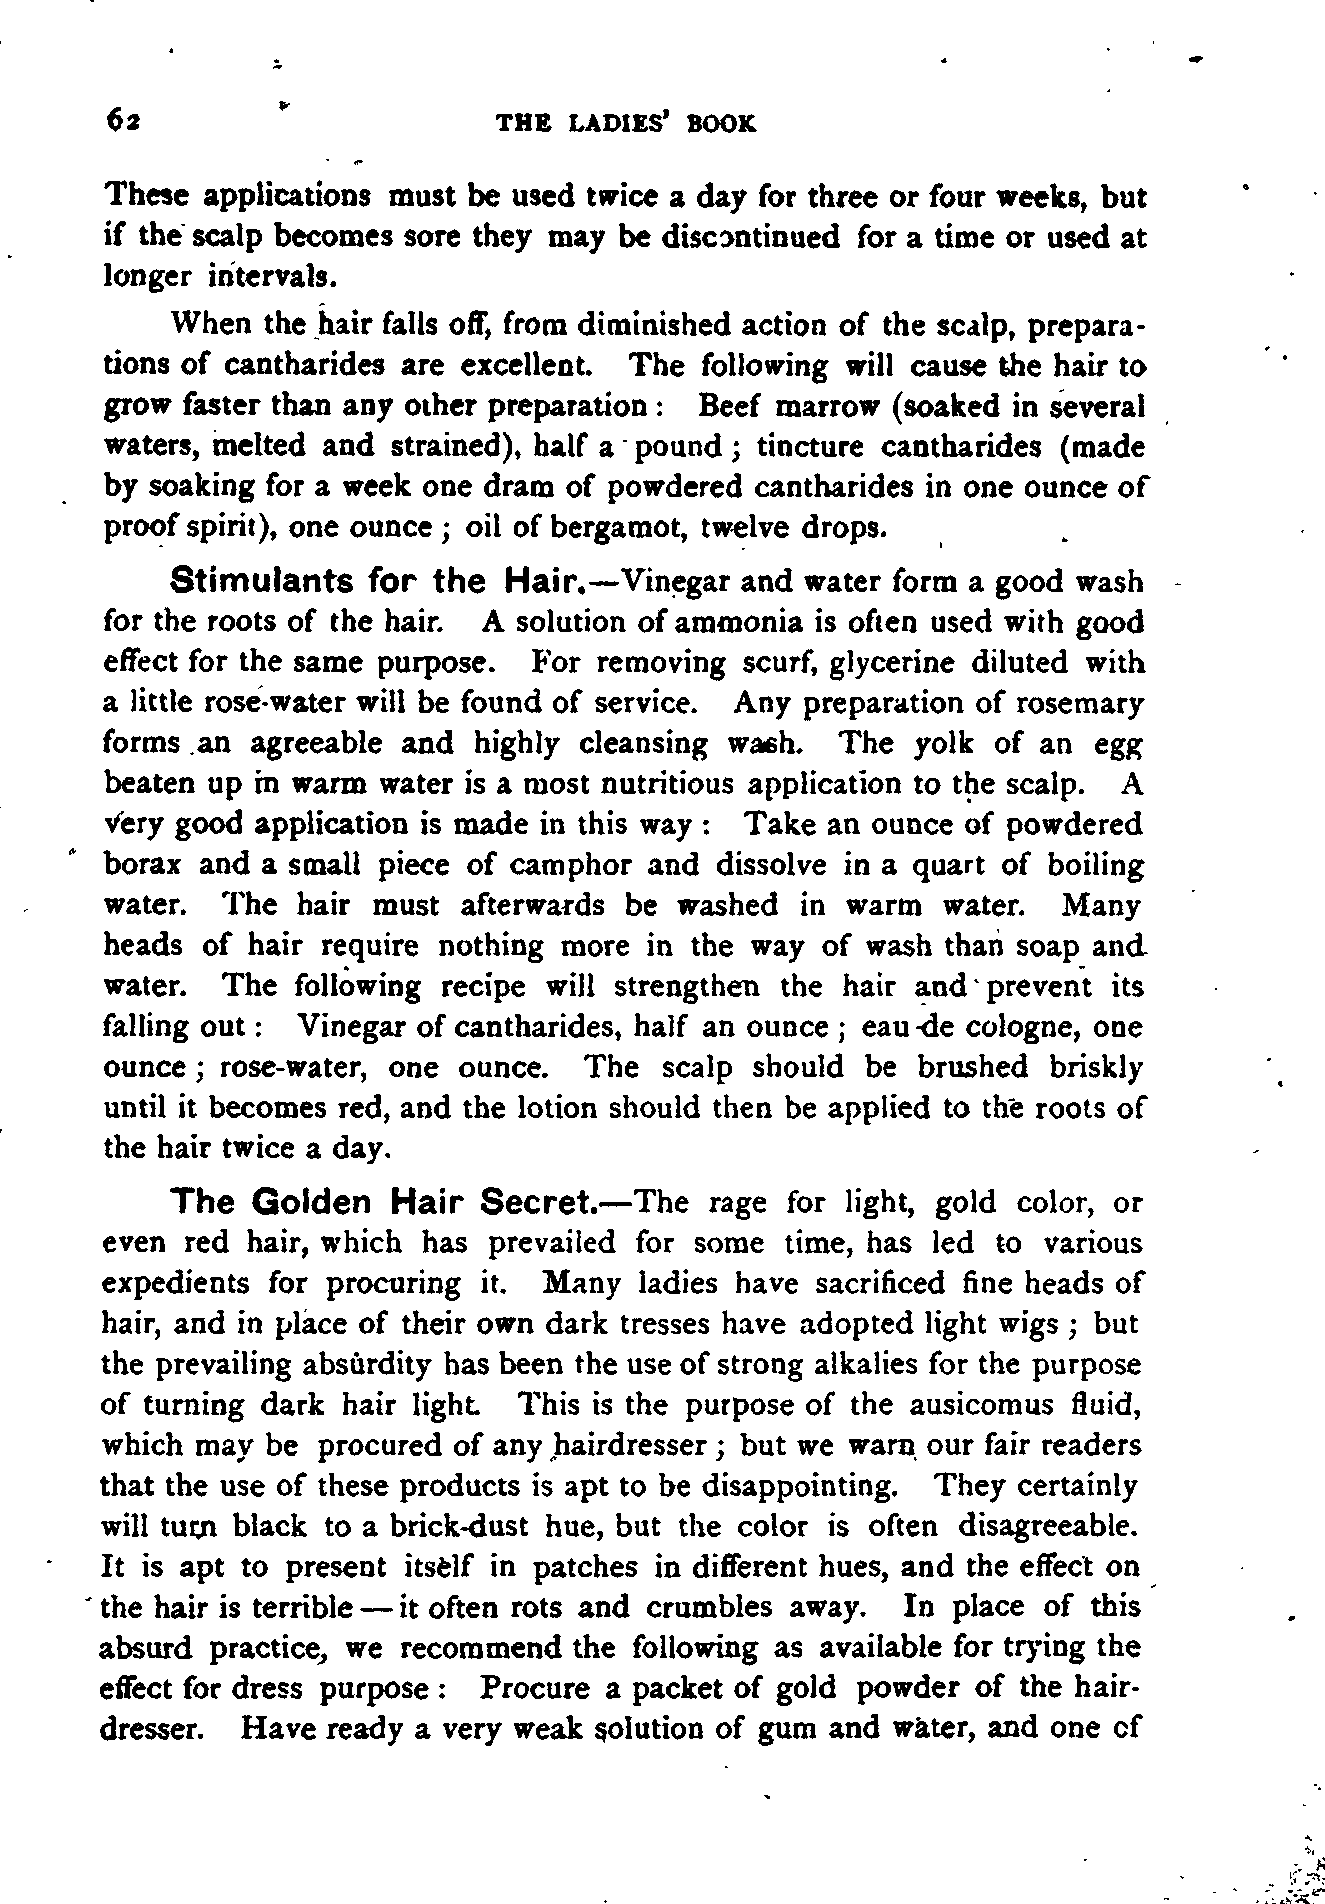 62 THE LADIES' BOOK
These applications must be used twice a day for three or four weeks, but
if the scalp becomes sore they may be discontinued for a time or used at
longer intervals.
When the hair falls off, from diminished action of the scalp, prepara-
tions of cantharides are excellent. The following will cause the hair to
grow faster than any other preparation : Beef marrow (soaked in several
waters, melted and strained), half a pound ; tincture cantharides (made
by soaking for a week one dram of powdered cantharides in one ounce of
proof spirit), one ounce ; oil of bergamot, twelve drops.
Stimulants for the Hair.—Vinegar and water form a good wash
for the roots of the hair. A solution of ammonia is often used with good
effect for the same purpose. For removing scurf, glycerine diluted with
a little rose-water will be found of service. Any preparation of rosemary
forms an agreeable and highly cleansing wash. The yolk of an egg
beaten up in warm water is a most nutritious application to the scalp. A
very good application is made in this way : Take an ounce of powdered
borax and a small piece of camphor and dissolve in a quart of boiling
water. The hair must afterwards be washed in warm water. Many
heads of hair require nothing more in the way of wash than soap and
water. The following recipe will strengthen the hair and prevent its
falling out : Vinegar of cantharides, half an ounce ; eau-de cologne, one
ounce ; rose-water, one ounce. The scalp should be brushed briskly
until it becomes red, and the lotion should then be applied to the roots of
the hair twice a day.
The Golden Hair Secret.—The rage for light, gold color, or
even red hair, which has prevailed for some time, has led to various
expedients for procuring it. Many ladies have sacrificed fine heads of
hair, and in place of their own dark tresses have adopted light wigs ; but
the prevailing absurdity has been the use of strong alkalies for the purpose
of turning dark hair light. This is the purpose of the ausicomus fluid,
which may be procured of any hairdresser ; but we warn our fair readers
that the use of these products is apt to be disappointing. They certainly
will turn black to a brick-dust hue, but the color is often disagreeable.
It is apt to present itself in patches in different hues, and the effect on
the hair is terrible — it often rots and crumbles away. In place of this
absurd practice, we recommend the following as available for trying the
effect for dress purpose : Procure a packet of gold powder of the hair-
dresser. Have ready a very weak solution of gum and water, and one of